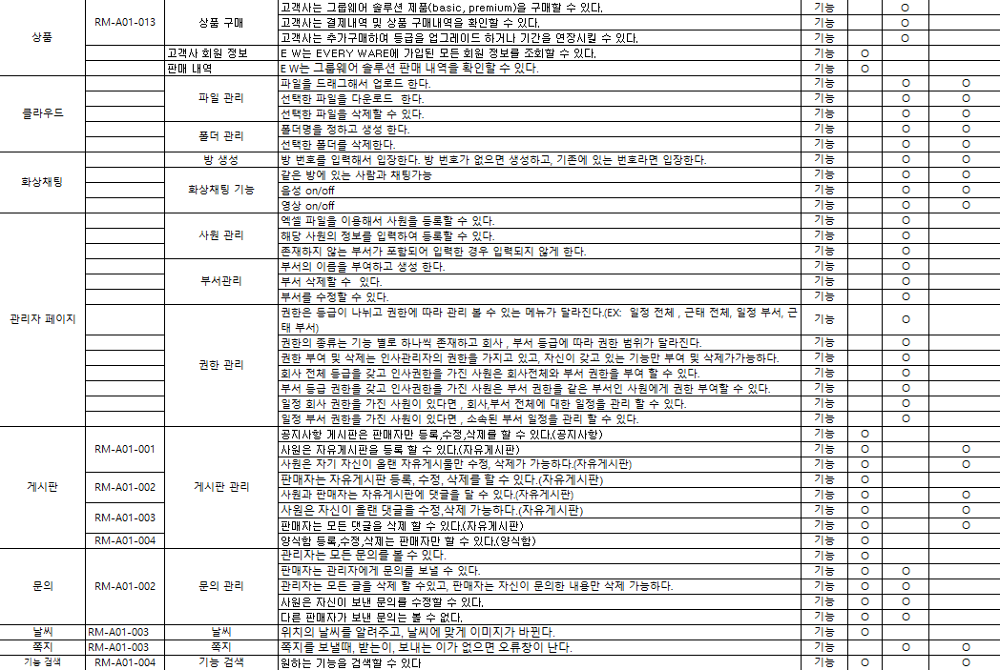 고객사는 그룹웨어 솔루션 제품(basic, premium)을 구매할 수 있다. 기능 ○
상품 RM-A01-013 상품 구매 고객사는 결제내역 및 상품 구매내역을 확인할 수 있다. 기능 ○
고객사는 추가구매하여 등급을 업그레이드 하거나 기간을 연장시킬 수 있다. 기능 ○
고객사 회원 정보 E W는 EVERY WARE에 가입된 모든 회원 정보를 조회할 수 있다. 기능 ○
판매 내역 E W는 그룹웨어 솔루션 판매 내역을 확인할 수 있다. 기능 ○
클라우드 파일 관리 파일을 드래그해서 업로드 한다. 기능 ○ ○
선택한 파일을 다운로드 한다. 기능 ○ ○
선택한 파일을 삭제할 수 있다. 기능 ○ ○
폴더 관리 폴더명을 정하고 생성 한다. 기능 ○ ○
선택한 폴더를 삭제한다. 기능 ○ ○
화상채팅 방 생성 방 번호를 입력해서 입장한다. 방 번호가 없으면 생성하고, 기존에 있는 번호라면 입장한다. 기능 ○ ○
화상채팅 기능 같은 방에 있는 사람과 채팅가능 기능 ○ ○
음성 on/off 기능 ○ ○
영상 on/off 기능 ○ ○
관리자 페이지 사원 관리 엑셀 파일을 이용해서 사원을 등록할 수 있다. 기능 ○
해당 사원의 정보를 입력하여 등록할 수 있다. 기능 ○
존재하지 않는 부서가 포함되어 입력한 경우 입력되지 않게 한다. 기능 ○
부서관리 부서의 이름을 부여하고 생성 한다. 기능 ○
부서 삭제할 수 있다. 기능 ○
부서를 수정할 수 있다. 기능 ○
권한 관리 권한은 등급이 나뉘고 권한에 따라 관리 볼 수 있는 메뉴가 달라진다.(EX: 일정 전체 , 근태 전체, 일정 부서, 근
태 부서) 기능 ○
권한의 종류는 기능 별로 하나씩 존재하고 회사 , 부서 등급에 따라 권한 범위가 달라진다. 기능 ○
권한 부여 및 삭제는 인사관리자의 권한을 가지고 있고, 자신이 갖고 있는 기능만 부여 및 삭제가가능하다. 기능 ○
회사 전체 등급을 갖고 인사권한을 가진 사원은 회사전체와 부서 권한을 부여 할 수 있다. 기능 ○
부서 등급 권한을 갖고 인사권한을 가진 사원은 부서 권한을 같은 부서인 사원에게 권한 부여할 수 있다. 기능 ○
일정 회사 권한을 가진 사원이 있다면 , 회사,부서 전체에 대한 일정을 관리 할 수 있다. 기능 ○
일정 부서 권한을 가진 사원이 있다면 , 소속된 부서 일정을 관리 할 수 있다. 기능 ○
게시판 RM-A01-001 게시판 관리 공지사항 게시판은 판매자만 등록,수정,삭제를 할 수 있다.(공지사항) 기능 ○
사원은 자유게시판을 등록 할 수 있다.(자유게시판) 기능 ○ ○
사원은 자기 자신이 올랜 자유게시물만 수정, 삭제가 가능하다.(자유게시판) 기능 ○ ○
RM-A01-002 판매자는 자유게시판 등록, 수정, 삭제를 할 수 있다.(자유게시판) 기능 ○
사원과 판매자는 자유게시판에 댓글을 달 수 있다.(자유게시판) 기능 ○ ○
RM-A01-003 사원은 자신이 올랜 댓글을 수정,삭제 가능하다.(자유게시판) 기능 ○ ○
판매자는 모든 댓글을 삭제 할 수 있다.(자유게시판) 기능 ○ ○
RM-A01-004 양식함 등록,수정,삭제는 판매자만 할 수 있다.(양식함) 기능 ○
문의 RM-A01-002 문의 관리 관리자는 모든 문의를 볼 수 있다. 기능 ○
판매자는 관리자에게 문의를 보낼 수 있다. 기능 ○ ○
관리자는 모든 글을 삭제 할 수있고, 판매자는 자신이 문의한 내용만 삭제 가능하다. 기능 ○ ○
사원은 자신이 보낸 문의를 수정할 수 있다. 기능 ○ ○
다른 판매자가 보낸 문의는 볼 수 없다. 기능 ○ ○
날씨 RM-A01-003 날씨 위치의 날씨를 알려주고, 날씨에 맞게 이미지가 바뀐다. 기능 ○
쪽지 RM-A01-003 쪽지 쪽지를 보낼때, 받는이, 보내는 이가 없으면 오류창이 난다. 기능 ○ ○
기능 검색 RM-A01-004 기능 검색 원하는 기능을 검색할 수 있다 기능 ○ ○